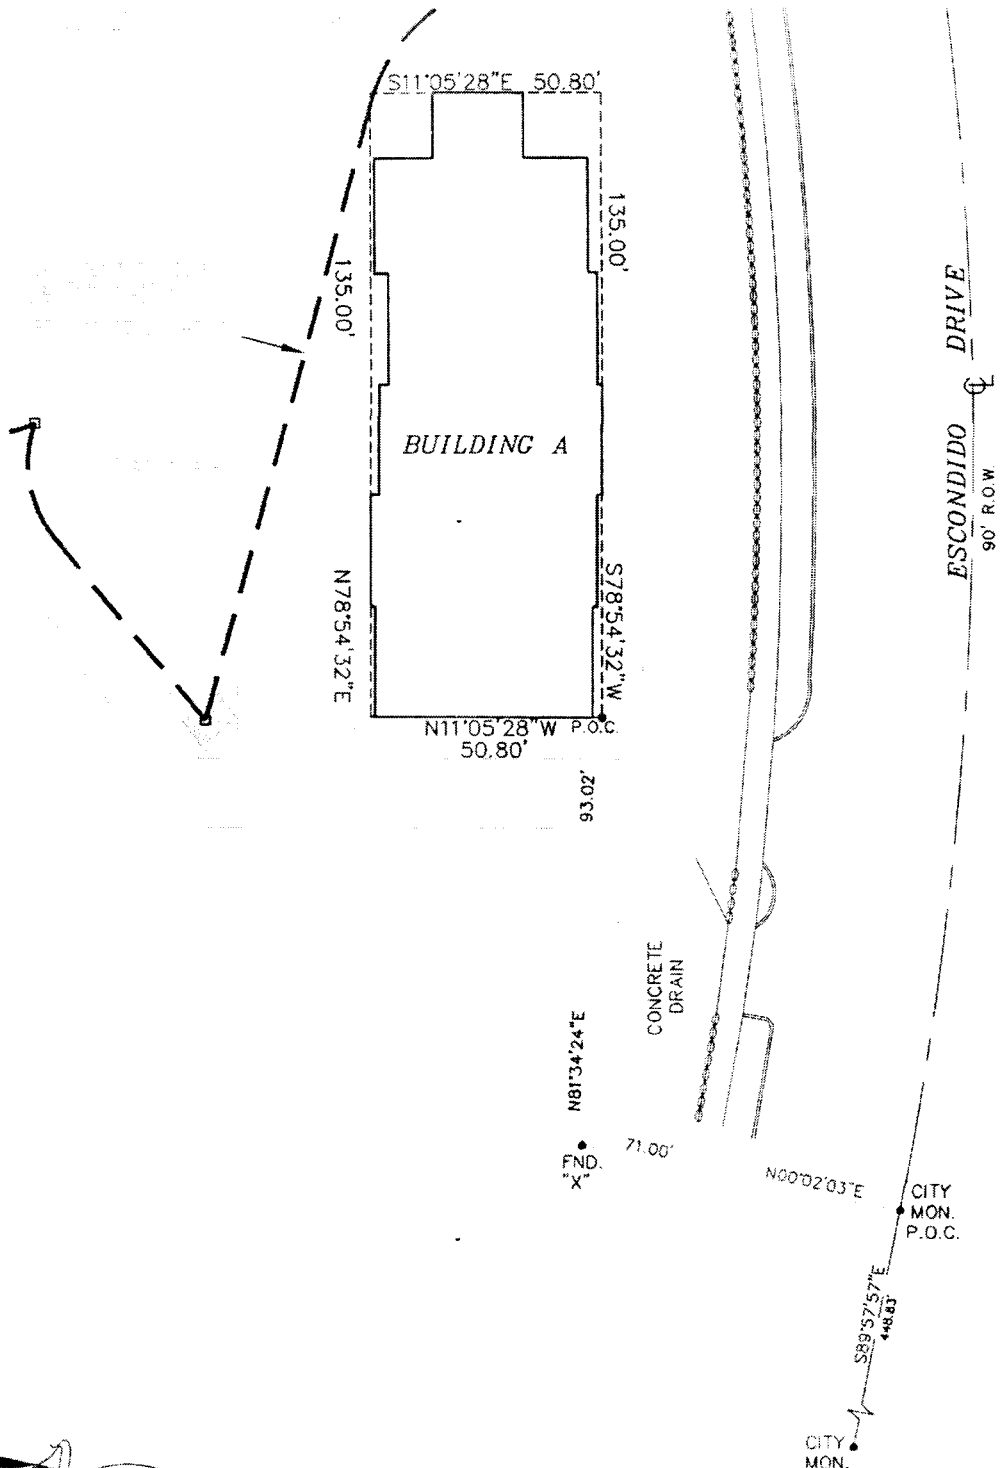 S11°05'28"E 50.80'
135.00'
135.00'
ESCONDIDO DRIVE
℄
90' R.O.W.
BUILDING A
N78°54'32"E
S78°54'32"W
N11°05'28"W P.O.C.
50.80'
93.02'
CONCRETE
DRAIN
N81°34'24"E
FND.
"X"
71.00'
N00°02'03"E
CITY
MON.
P.O.C.
S89°57'57"E
448.83'
CITY
MON.